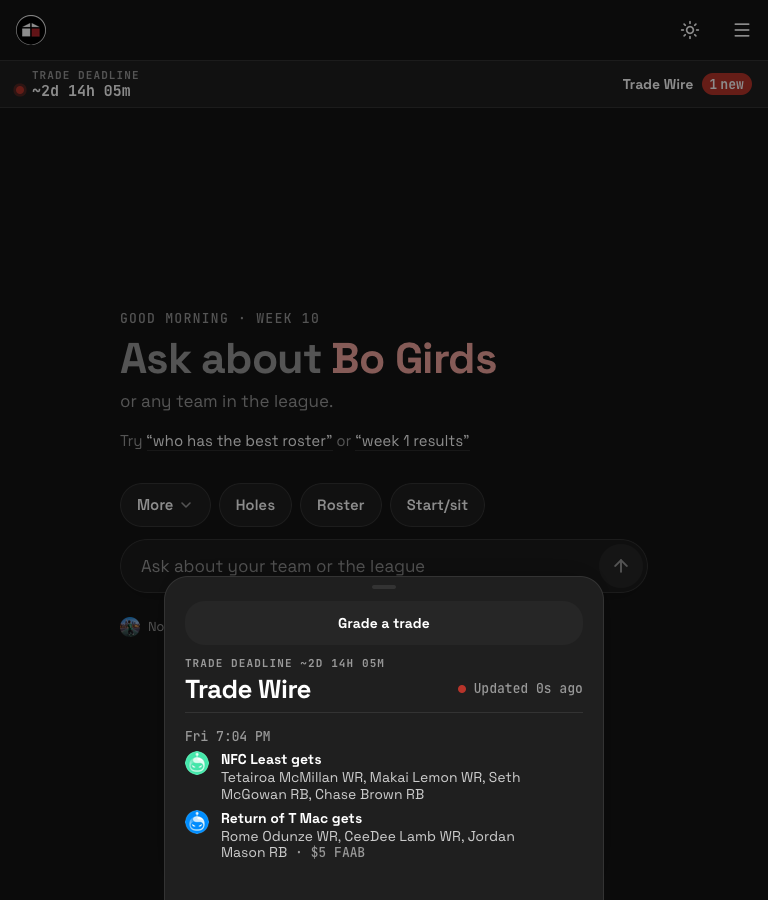 TRADE DEADLINE
~2d 14h 05m
Trade Wire 1 new
GOOD MORNING · WEEK 10
Ask about Bo Girds
or any team in the league.
Try “who has the best roster” or “week 1 results”
More Holes Roster Start/sit
Ask about your team or the league
No
Grade a trade
TRADE DEADLINE ~2D 14H 05M
Trade Wire Updated 0s ago
Fri 7:04 PM
NFC Least gets
Tetairoa McMillan WR, Makai Lemon WR, Seth
McGowan RB, Chase Brown RB
Return of T Mac gets
Rome Odunze WR, CeeDee Lamb WR, Jordan
Mason RB · $5 FAAB